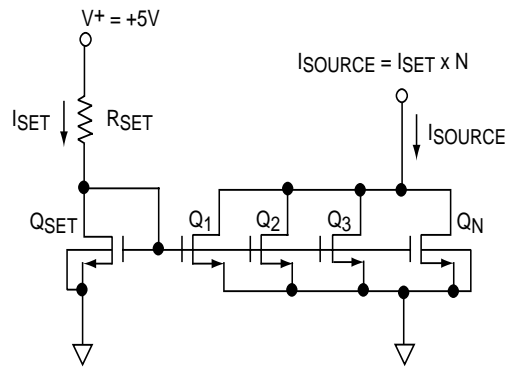 V+ = +5V
ISOURCE = ISET x N
ISET
RSET
ISOURCE
QSET
Q1
Q2
Q3
QN